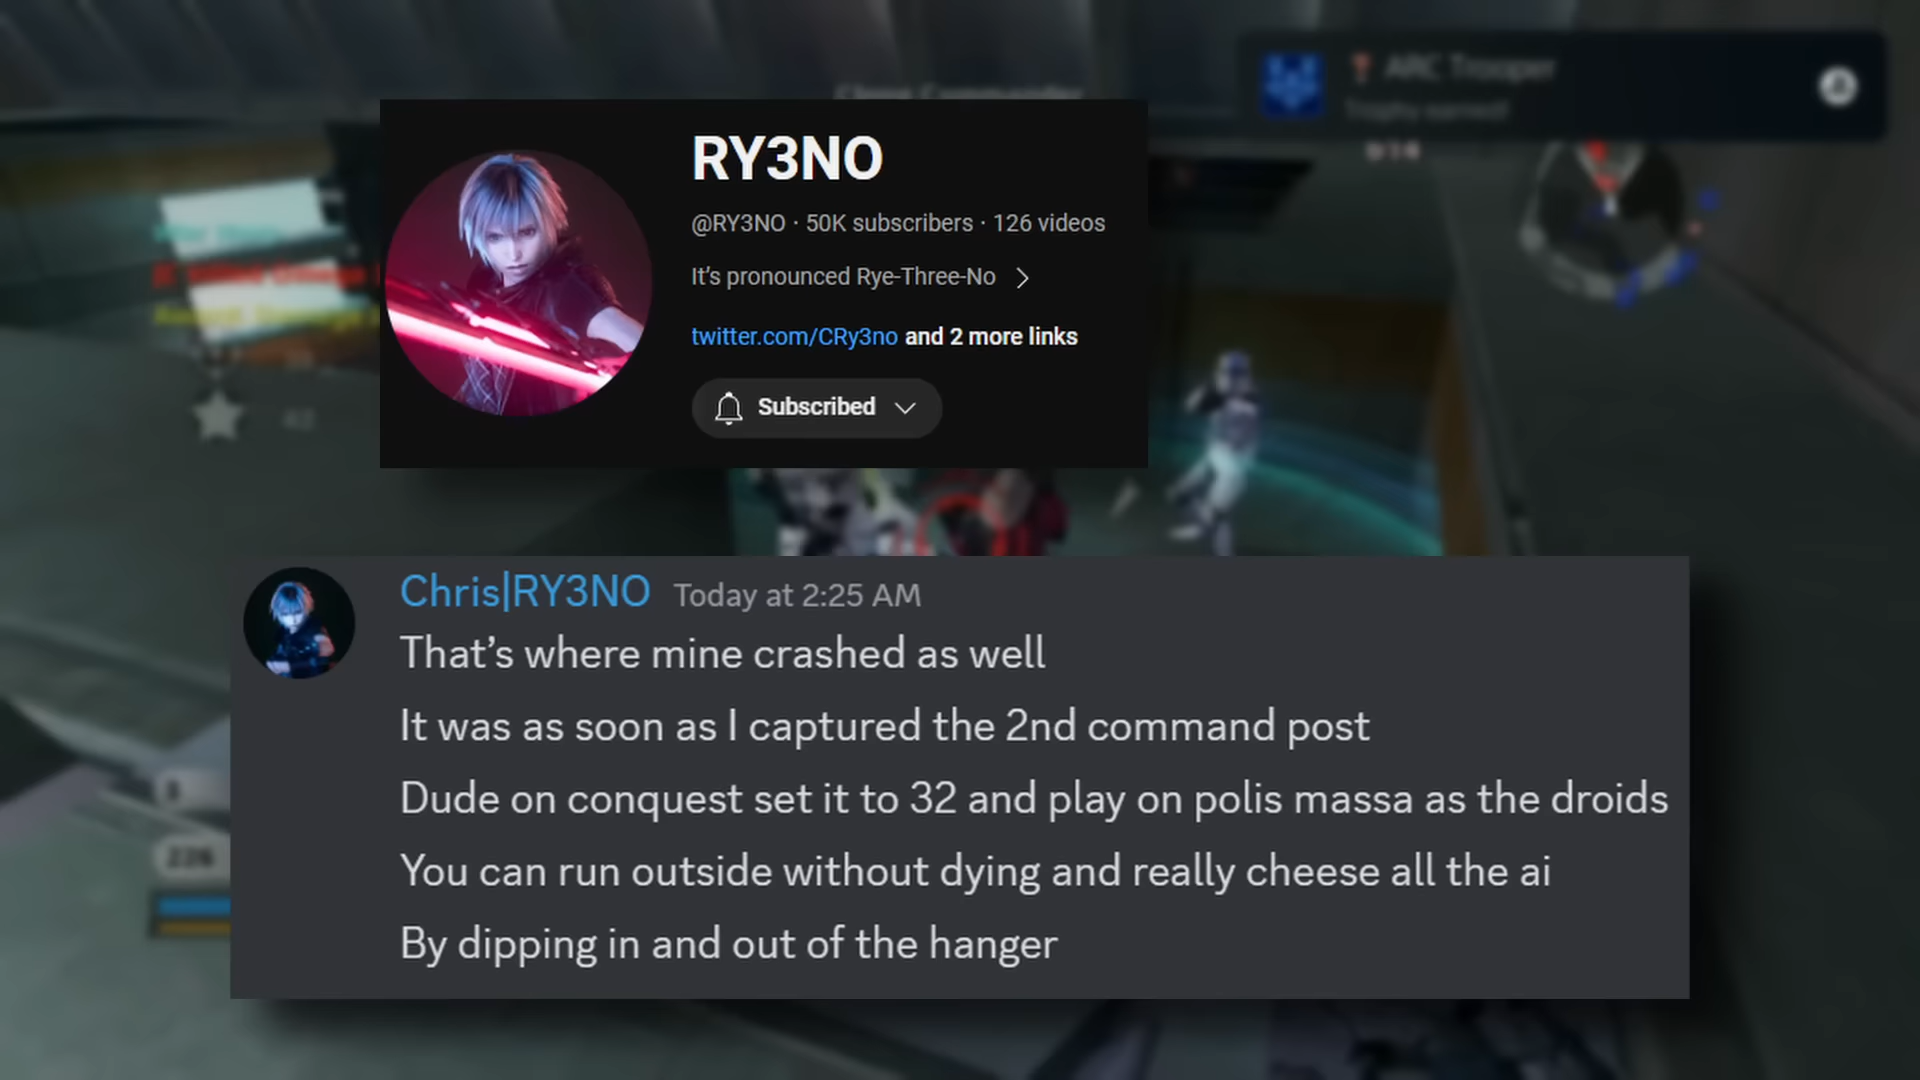 ARC Trooper
Trophy earned!
RY3NO
@RY3NO · 50K subscribers · 126 videos
It's pronounced Rye-Three-No
twitter.com/CRy3no and 2 more links
Subscribed
Chris|RY3NO Today at 2:25 AM
That’s where mine crashed as well
It was as soon as I captured the 2nd command post
Dude on conquest set it to 32 and play on polis massa as the droids
You can run outside without dying and really cheese all the ai
By dipping in and out of the hanger